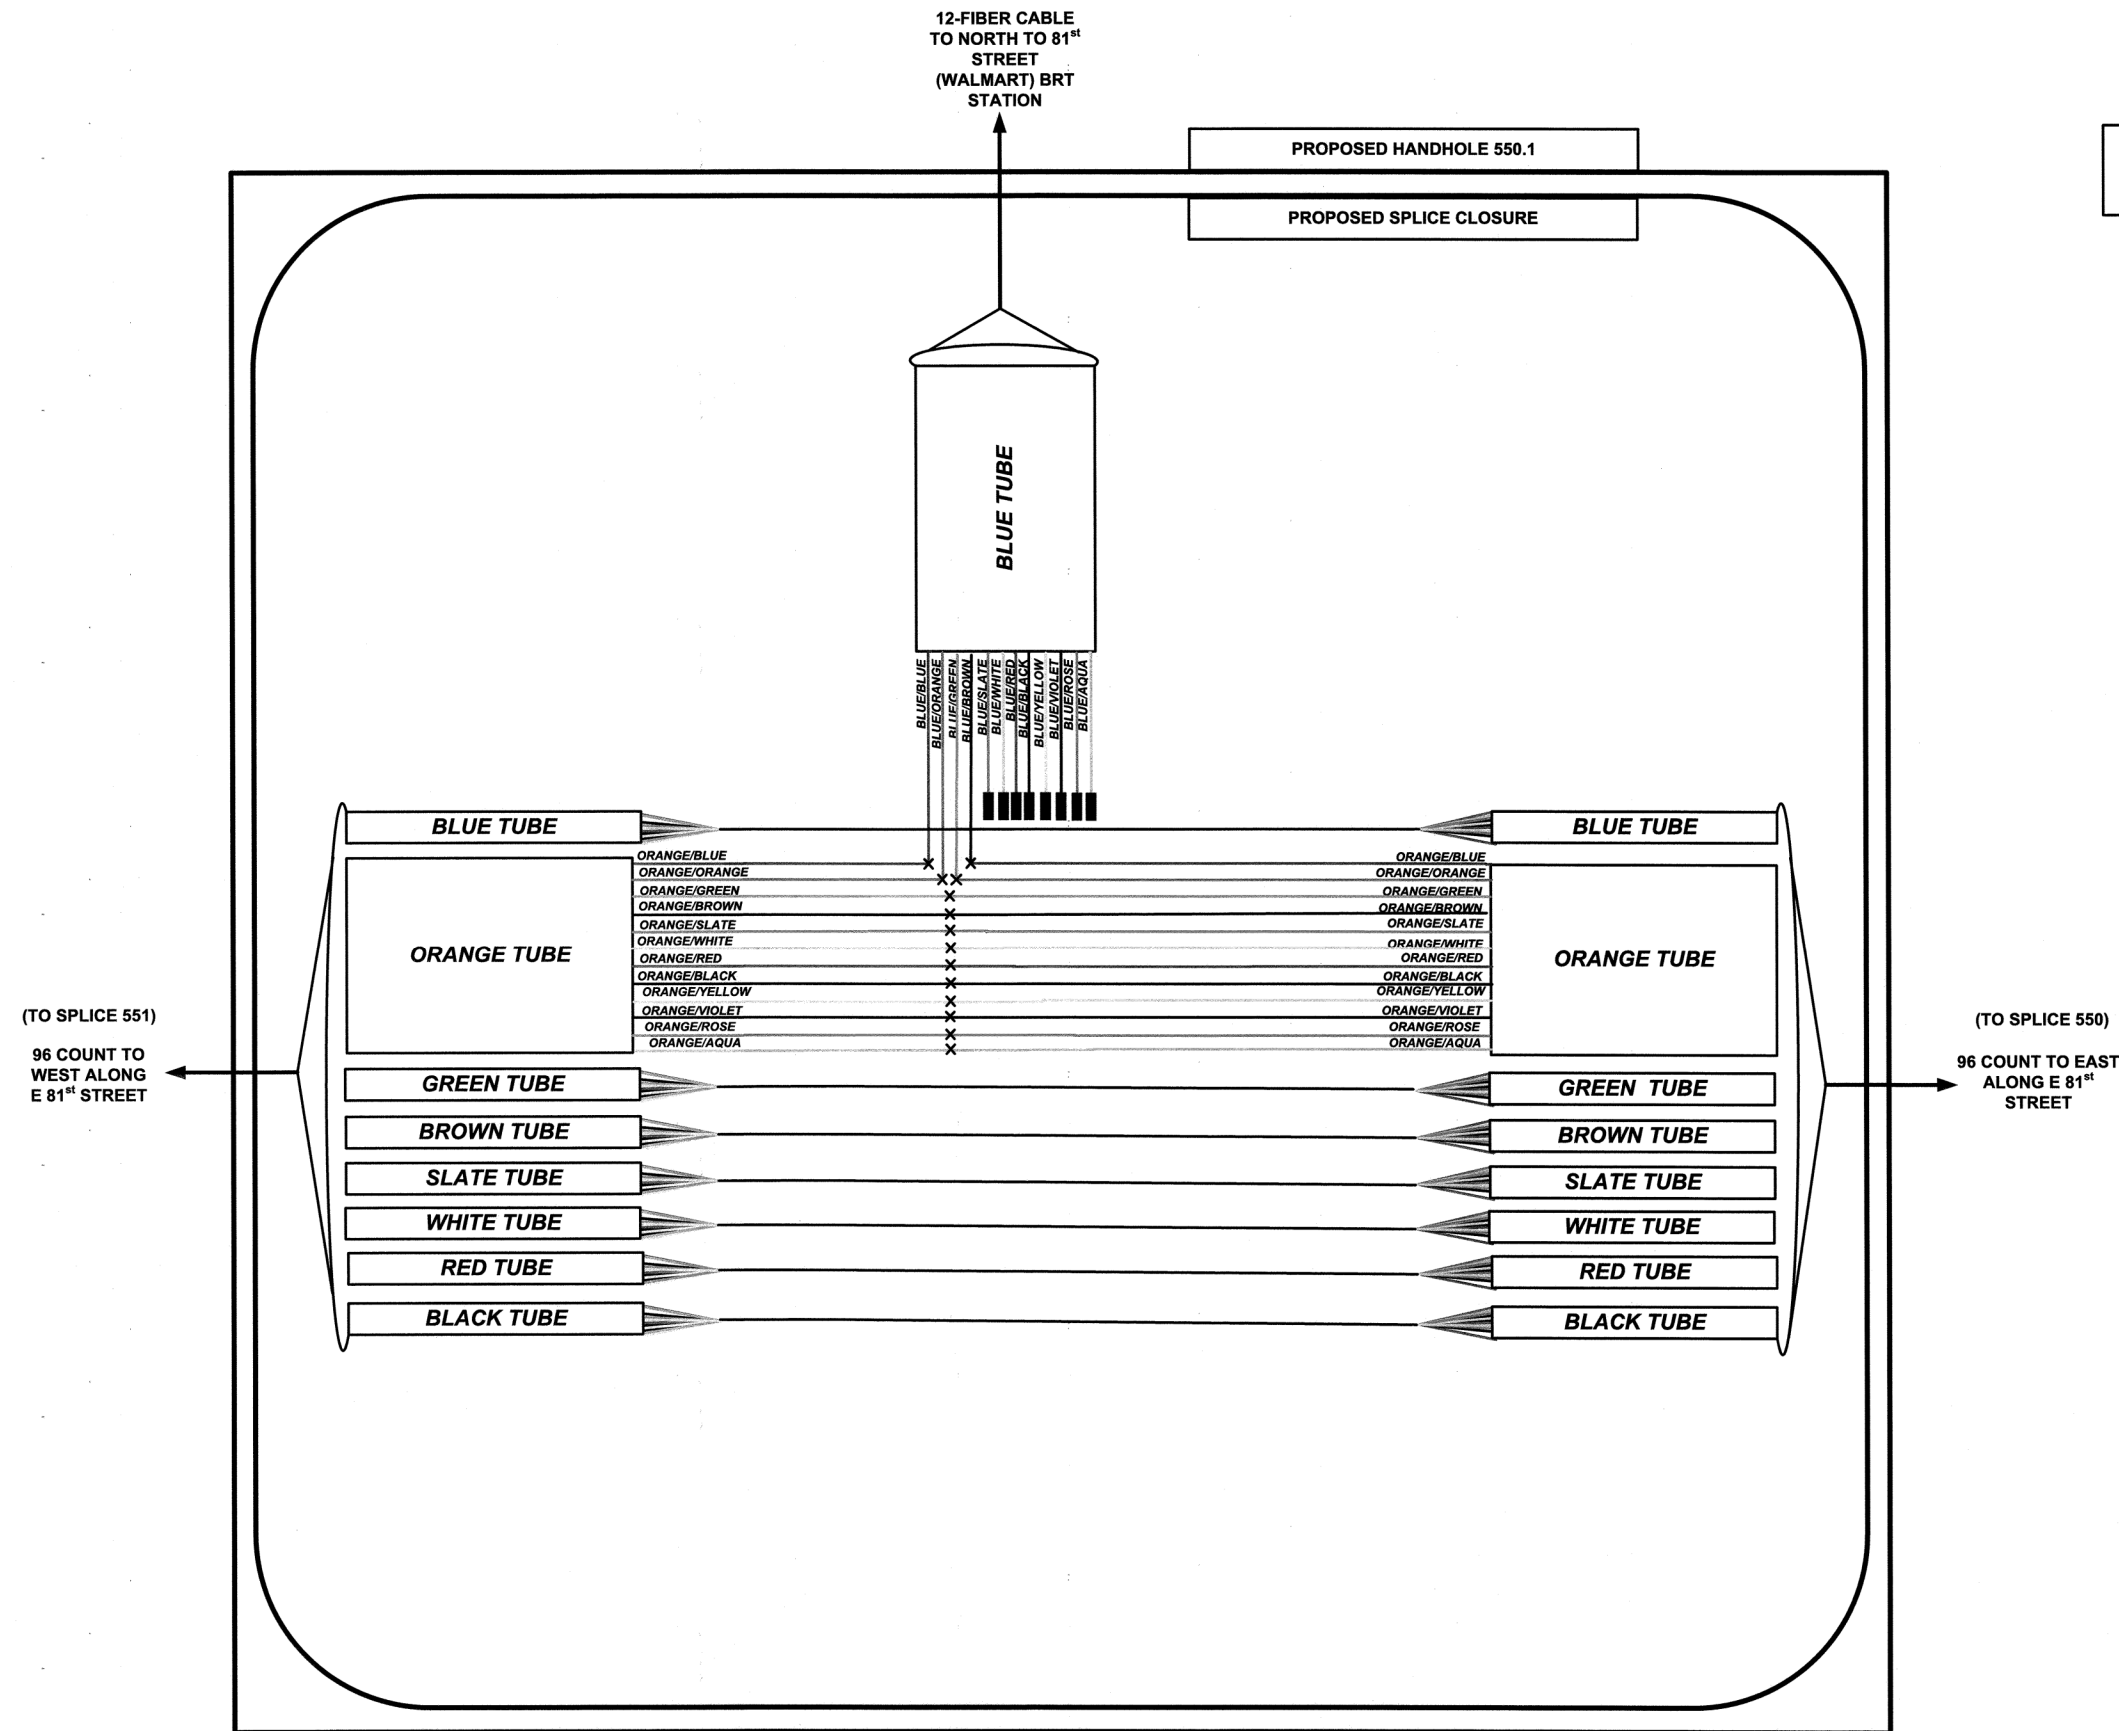 12-FIBER CABLE
TO NORTH TO 81st
STREET
(WALMART) BRT
STATION
PROPOSED HANDHOLE 550.1
PROPOSED SPLICE CLOSURE
BLUE TUBE
BLUE/BLUE
BLUE/ORANGE
BLUE/GREEN
BLUE/BROWN
BLUE/SLATE
BLUE/WHITE
BLUE/RED
BLUE/BLACK
BLUE/YELLOW
BLUE/VIOLET
BLUE/ROSE
BLUE/AQUA
BLUE TUBE
ORANGE/BLUE
ORANGE/ORANGE
ORANGE/GREEN
ORANGE/BROWN
ORANGE/SLATE
ORANGE/WHITE
ORANGE/RED
ORANGE/BLACK
ORANGE/YELLOW
ORANGE/VIOLET
ORANGE/ROSE
ORANGE/AQUA
ORANGE TUBE
GREEN TUBE
BROWN TUBE
SLATE TUBE
WHITE TUBE
RED TUBE
BLACK TUBE
(TO SPLICE 551)
96 COUNT TO
WEST ALONG
E 81st STREET
BLUE TUBE
ORANGE/BLUE
ORANGE/ORANGE
ORANGE/GREEN
ORANGE/BROWN
ORANGE/SLATE
ORANGE/WHITE
ORANGE/RED
ORANGE/BLACK
ORANGE/YELLOW
ORANGE/VIOLET
ORANGE/ROSE
ORANGE/AQUA
ORANGE TUBE
GREEN TUBE
BROWN TUBE
SLATE TUBE
WHITE TUBE
RED TUBE
BLACK TUBE
(TO SPLICE 550)
96 COUNT TO EAST
ALONG E 81st
STREET